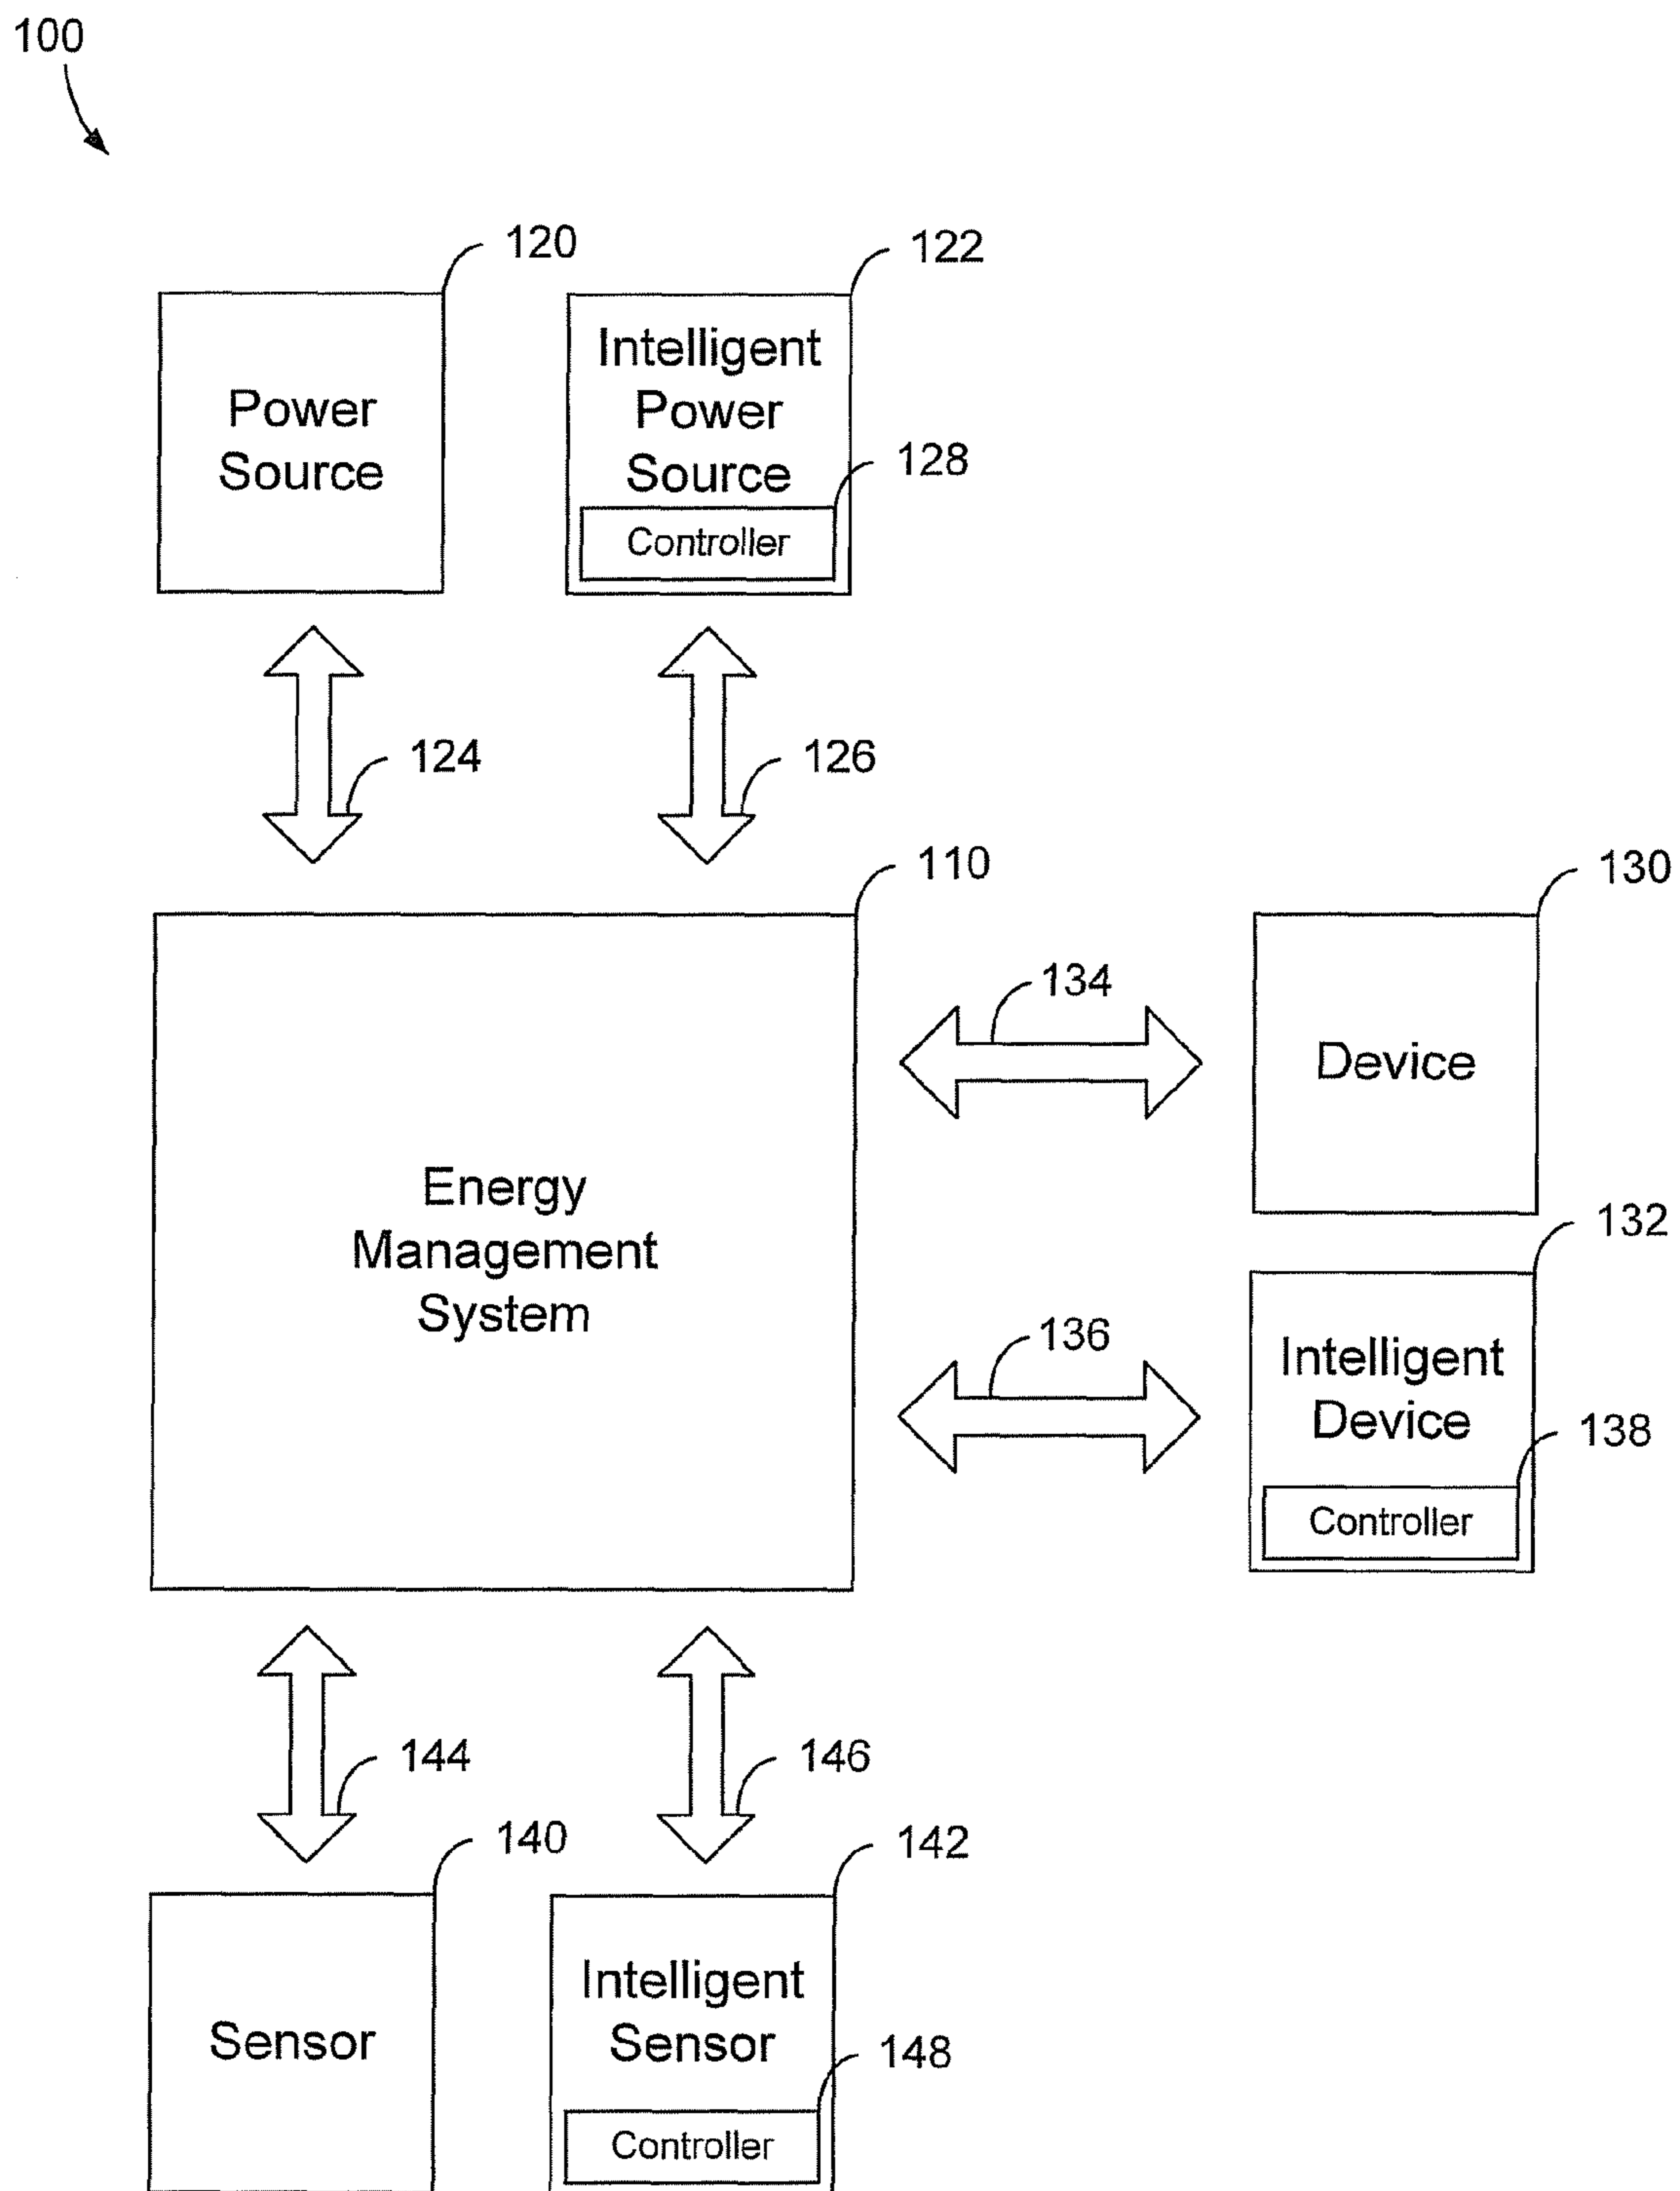 100
120
122
Power
Source
Intelligent
Power
Source
128
Controller
124
126
110
130
134
Device
Energy
Management
System
132
136
Intelligent
Device
138
Controller
144
146
140
142
Sensor
Intelligent
Sensor
148
Controller